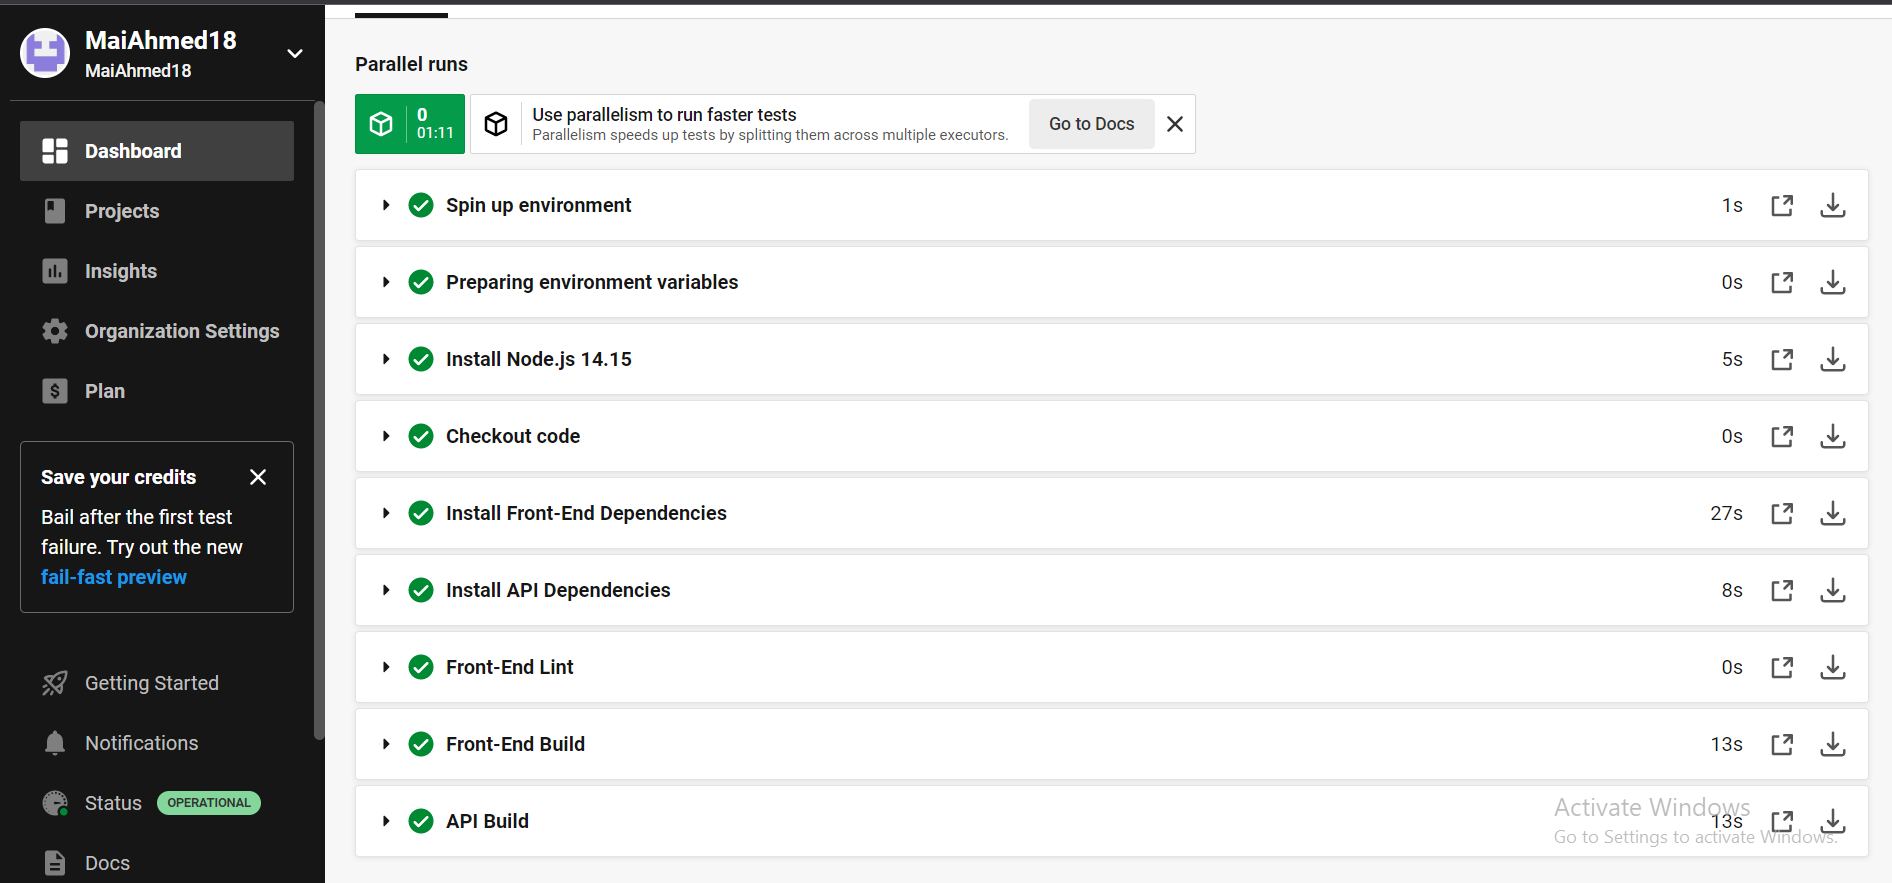 MaiAhmed18
MaiAhmed18
Dashboard
Projects
Insights
Organization Settings
Plan
Save your credits
Bail after the first test
failure. Try out the new
fail-fast preview
Getting Started
Notifications
Status OPERATIONAL
Docs
Parallel runs
0
01:11
Use parallelism to run faster tests
Parallelism speeds up tests by splitting them across multiple executors.
Go to Docs
Spin up environment 1s
Preparing environment variables 0s
Install Node.js 14.15 5s
Checkout code 0s
Install Front-End Dependencies 27s
Install API Dependencies 8s
Front-End Lint 0s
Front-End Build 13s
API Build 13s
Activate Windows
Go to Settings to activate Windows.